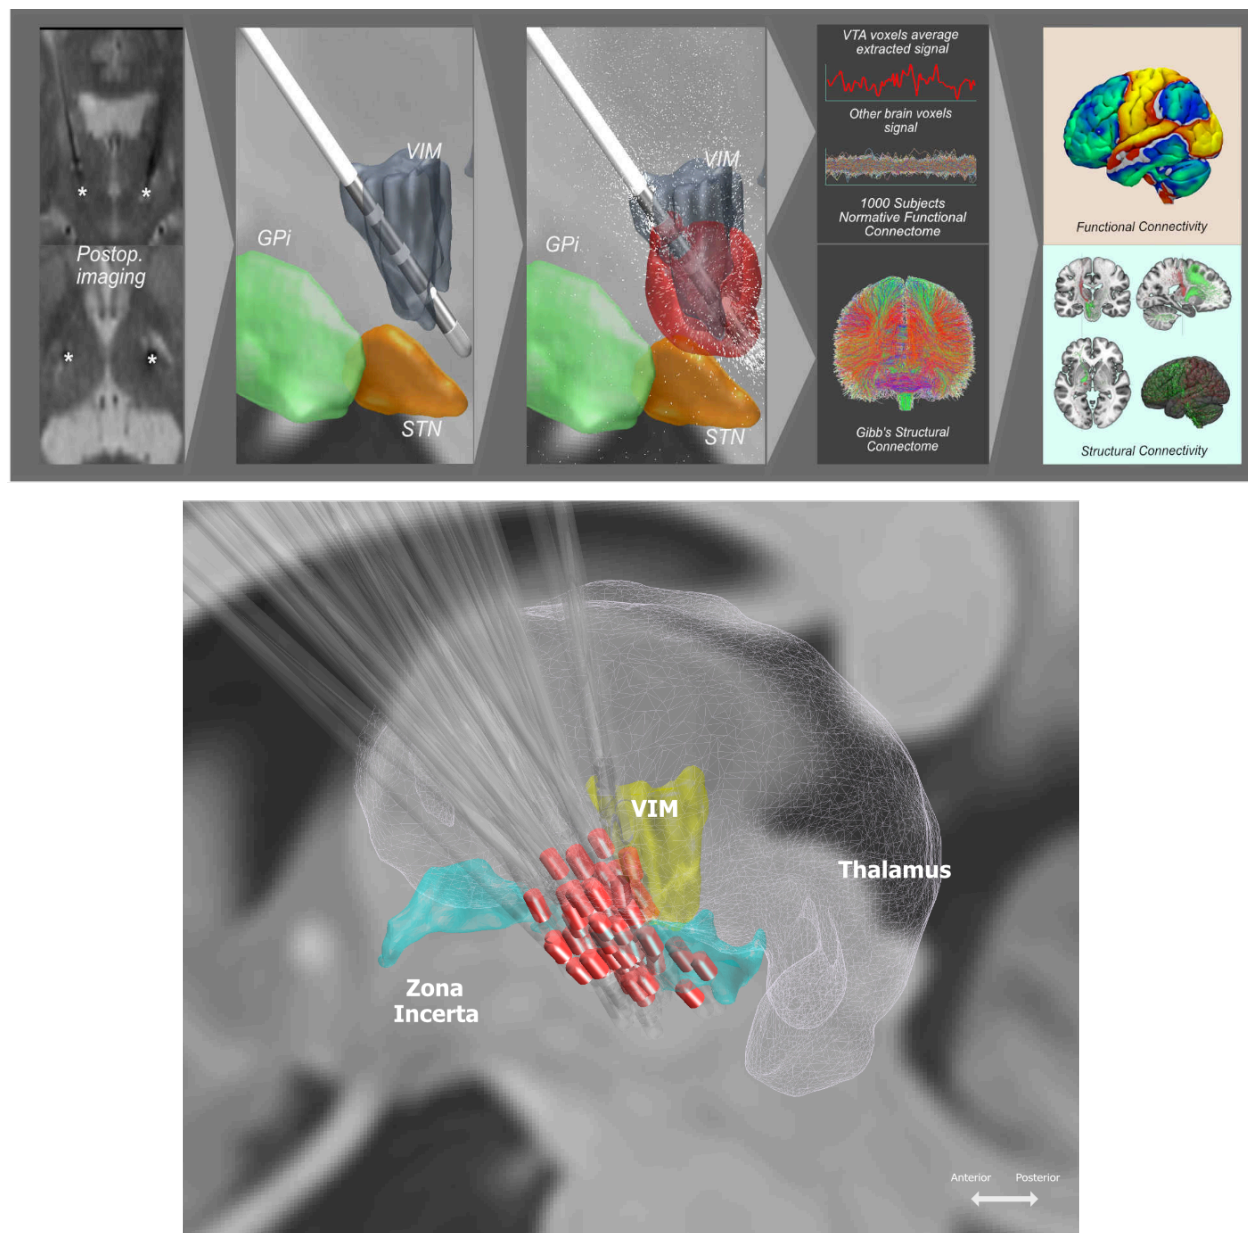 *
*
Postop.
imaging
*
*
VIM
GPi
STN
VIM
GPi
STN
VTA voxels average
extracted signal
Other brain voxels
signal
1000 Subjects
Normative Functional
Connectome
Gibb's Structural
Connectome
Functional Connectivity
Structural Connectivity
VIM
Thalamus
Zona
Incerta
Anterior
Posterior